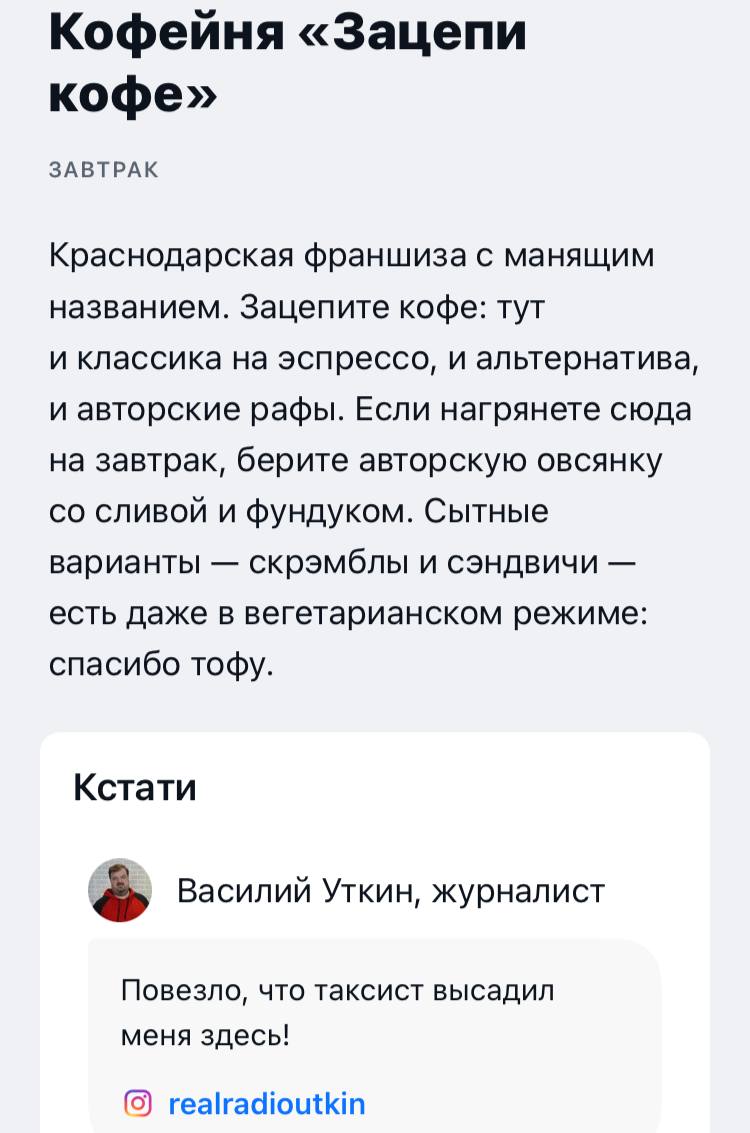 Кофейня «Зацепи
кофе»
ЗАВТРАК
Краснодарская франшиза с манящим
названием. Зацепите кофе: тут
и классика на эспрессо, и альтернатива,
и авторские рафы. Если нагрянете сюда
на завтрак, берите авторскую овсянку
со сливой и фундуком. Сытные
варианты — скрэмблы и сэндвичи —
есть даже в вегетарианском режиме:
спасибо тофу.
Кстати
Василий Уткин, журналист
Повезло, что таксист высадил
меня здесь!
realradioutkin